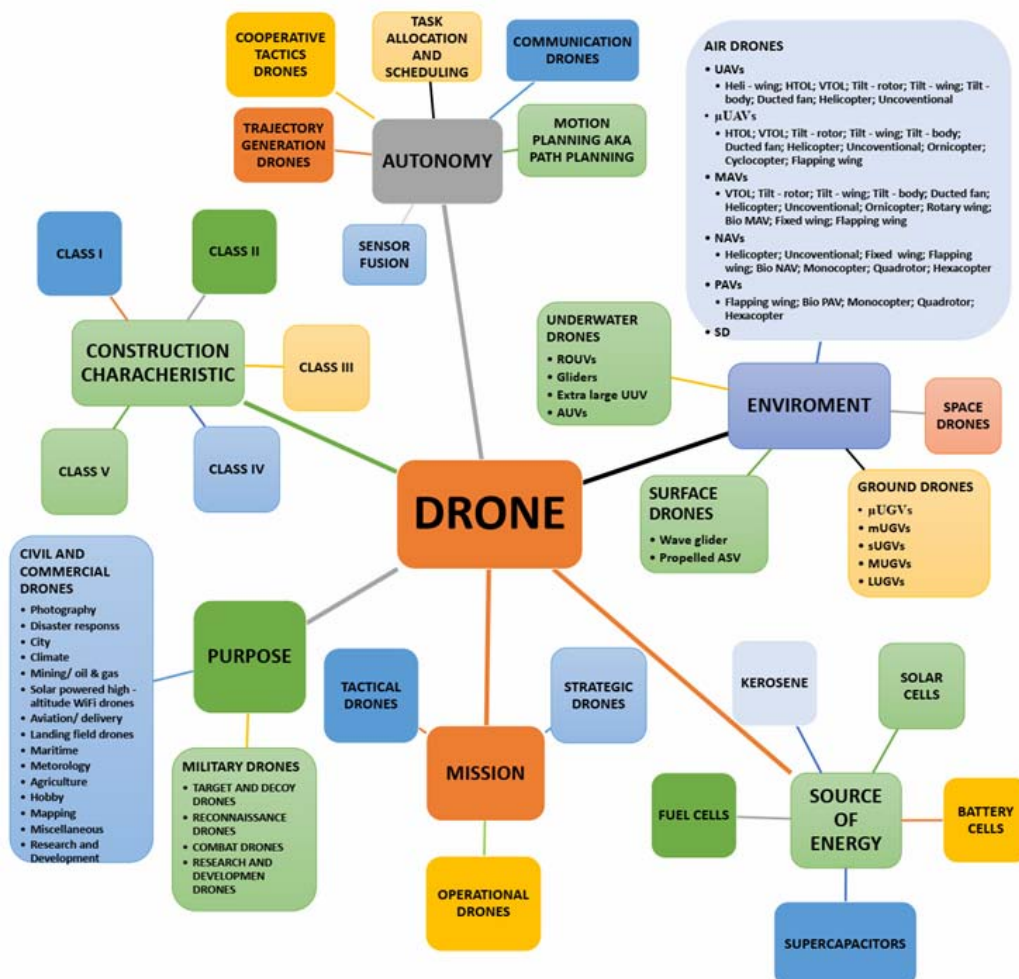 COOPERATIVE
TACTICS
DRONES
TASK
ALLOCATION
AND
SCHEDULING
COMMUNICATION
DRONES
TRAJECTORY
GENERATION
DRONES
AUTONOMY
MOTION
PLANNING AKA
PATH PLANNING
SENSOR
FUSION
AIR DRONES
• UAVs
• Heli - wing; HTOL; VTOL; Tilt - rotor; Tilt - wing; Tilt -
body; Ducted fan; Helicopter; Uncoventional
• μUAVs
• HTOL; VTOL; Tilt - rotor; Tilt - wing; Tilt - body;
Ducted fan; Helicopter; Uncoventional; Ornicopter;
Cyclocopter; Flapping wing
• MAVs
• VTOL; Tilt - rotor; Tilt - wing; Tilt - body; Ducted fan;
Helicopter; Uncoventional; Ornicopter; Rotary wing;
Bio MAV; Fixed wing; Flapping wing
• NAVs
• Helicopter; Uncoventional; Fixed wing; Flapping
wing; Bio NAV; Monocopter; Quadrotor; Hexacopter
• PAVs
• Flapping wing; Bio PAV; Monocopter; Quadrotor;
Hexacopter
• SD
CLASS I
CLASS II
CONSTRUCTION
CHARACHERISTIC
CLASS III
CLASS V
CLASS IV
UNDERWATER
DRONES
• ROUVs
• Gliders
• Extra large UUV
• AUVs
ENVIROMENT
SPACE
DRONES
DRONE
SURFACE
DRONES
• Wave glider
• Propelled ASV
GROUND DRONES
• μUGVs
• mUGVs
• sUGVs
• MUGVs
• LUGVs
CIVIL AND
COMMERCIAL
DRONES
• Photography
• Disaster responss
• City
• Climate
• Mining/ oil & gas
• Solar powered high -
altitude WiFi drones
• Aviation/ delivery
• Landing field drones
• Maritime
• Metorology
• Agriculture
• Hobby
• Mapping
• Miscellaneous
• Research and
Development
PURPOSE
MILITARY DRONES
• TARGET AND DECOY
DRONES
• RECONNAISSANCE
DRONES
• COMBAT DRONES
• RESEARCH AND
DEVELOPMEN
DRONES
TACTICAL
DRONES
STRATEGIC
DRONES
MISSION
OPERATIONAL
DRONES
KEROSENE
SOLAR
CELLS
FUEL CELLS
SOURCE
OF
ENERGY
BATTERY
CELLS
SUPERCAPACITORS